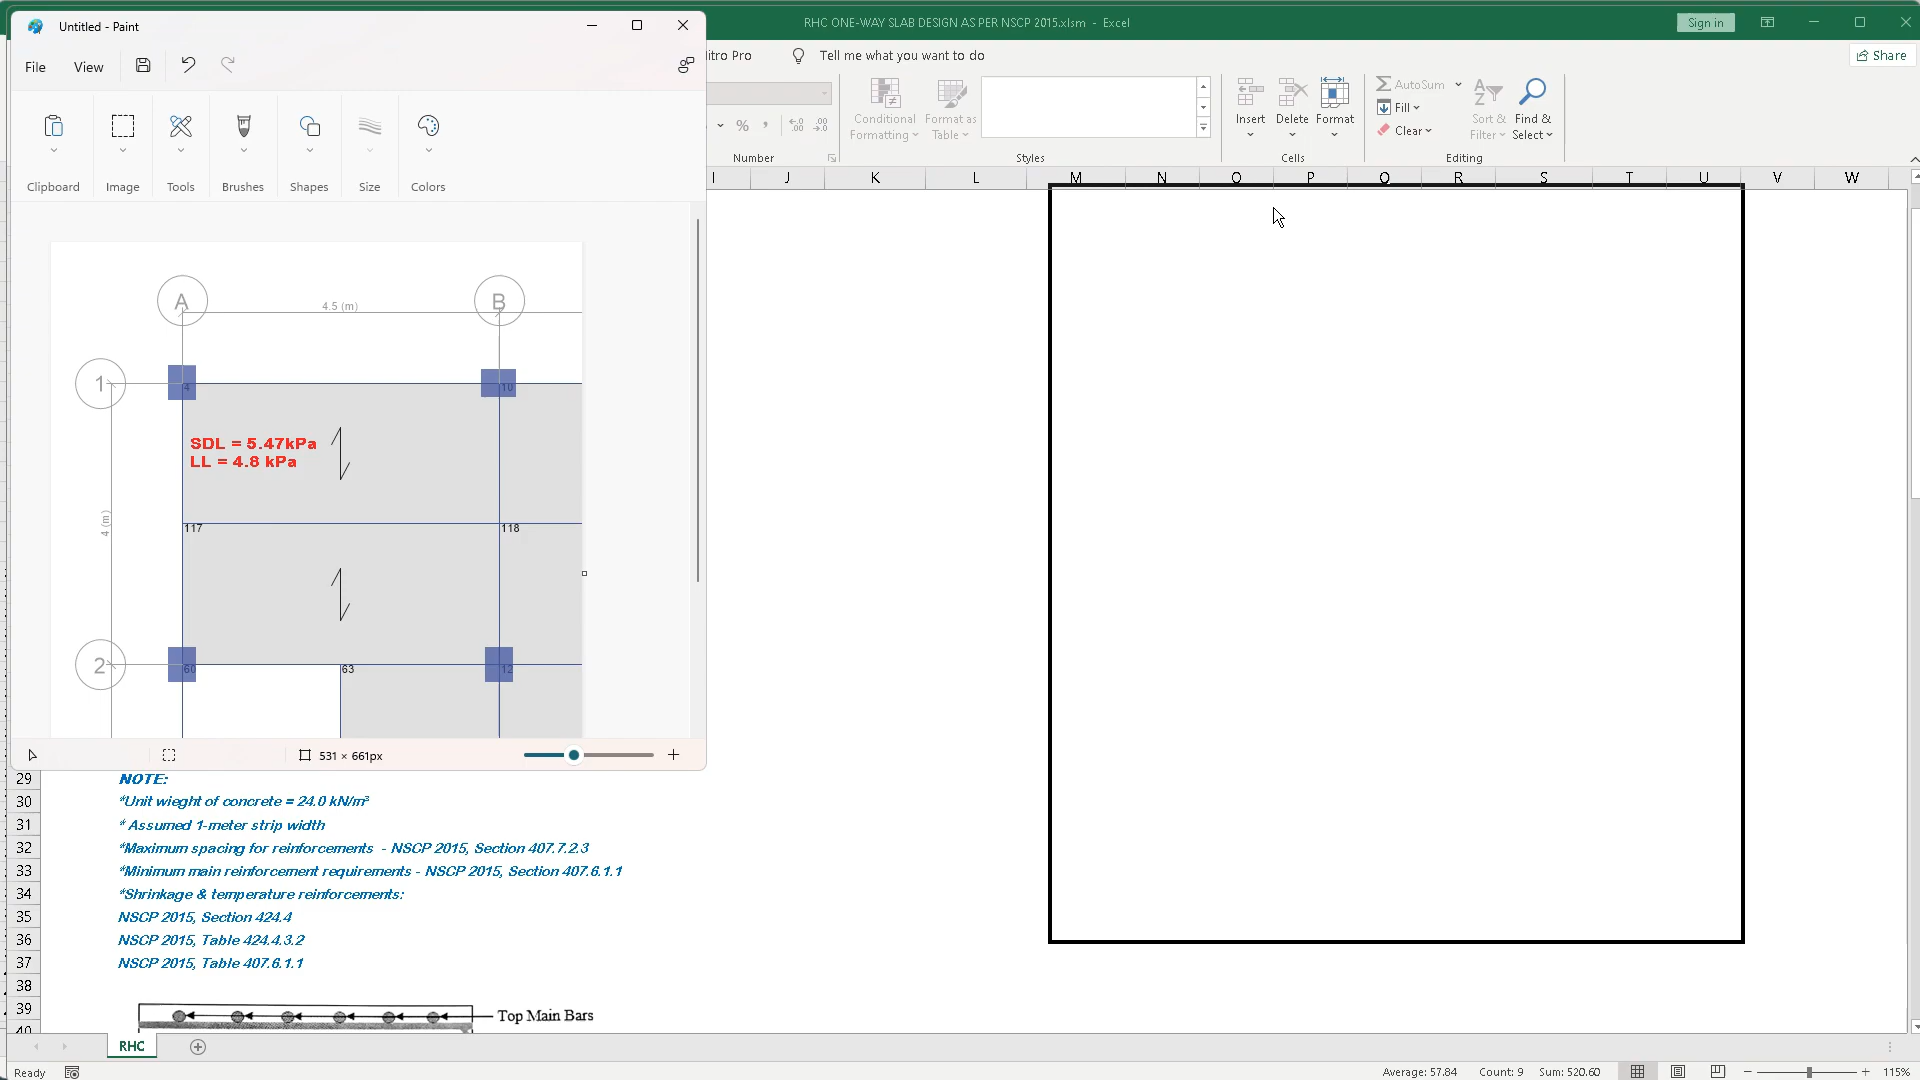 Untitled - Paint
RHC ONE-WAY SLAB DESIGN AS PER NSCP 2015.xlsm - Excel
Sign in
File
View
itro Pro
Tell me what you want to do
Share
Clipboard
Image
Tools
Brushes
Shapes
Size
Colors
Conditional
Formatting
Format as
Table
Insert
Delete
Format
AutoSum
Fill
Clear
Sort &
Filter
Find &
Select
Number
Styles
Cells
Editing
I J K L M N O P Q R S T U V W
A
4.5 (m)
B
1
4
10
SDL = 5.47kPa
LL = 4.8 kPa
4 (m)
117
118
2
60
63
12
531 × 661px
29 NOTE:
30 *Unit wieght of concrete = 24.0 kN/m³
31 * Assumed 1-meter strip width
32 *Maximum spacing for reinforcements - NSCP 2015, Section 407.7.2.3
33 *Minimum main reinforcement requirements - NSCP 2015, Section 407.6.1.1
34 *Shrinkage & temperature reinforcements:
35 NSCP 2015, Section 424.4
36 NSCP 2015, Table 424.4.3.2
37 NSCP 2015, Table 407.6.1.1
38
39
Top Main Bars
40
RHC
Ready
Average: 57.84
Count: 9
Sum: 520.60
115%